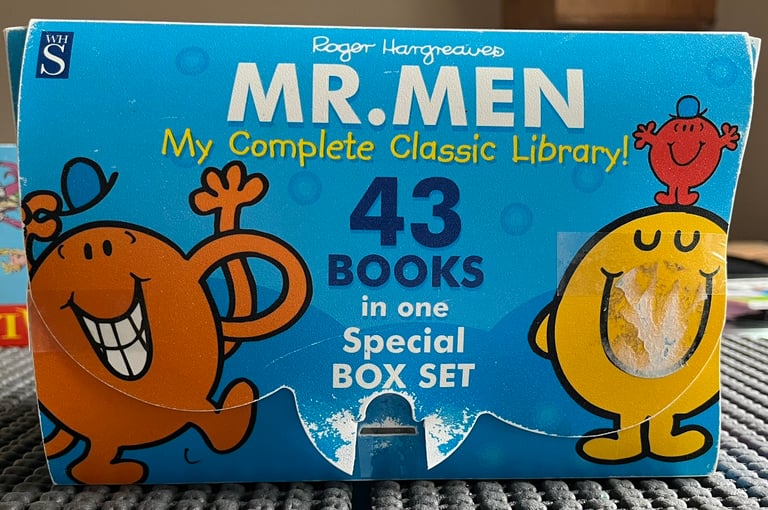 WH
S
Roger Hargreaves
MR.MEN
My Complete Classic Library!
43
BOOKS
in one
Special
BOX SET